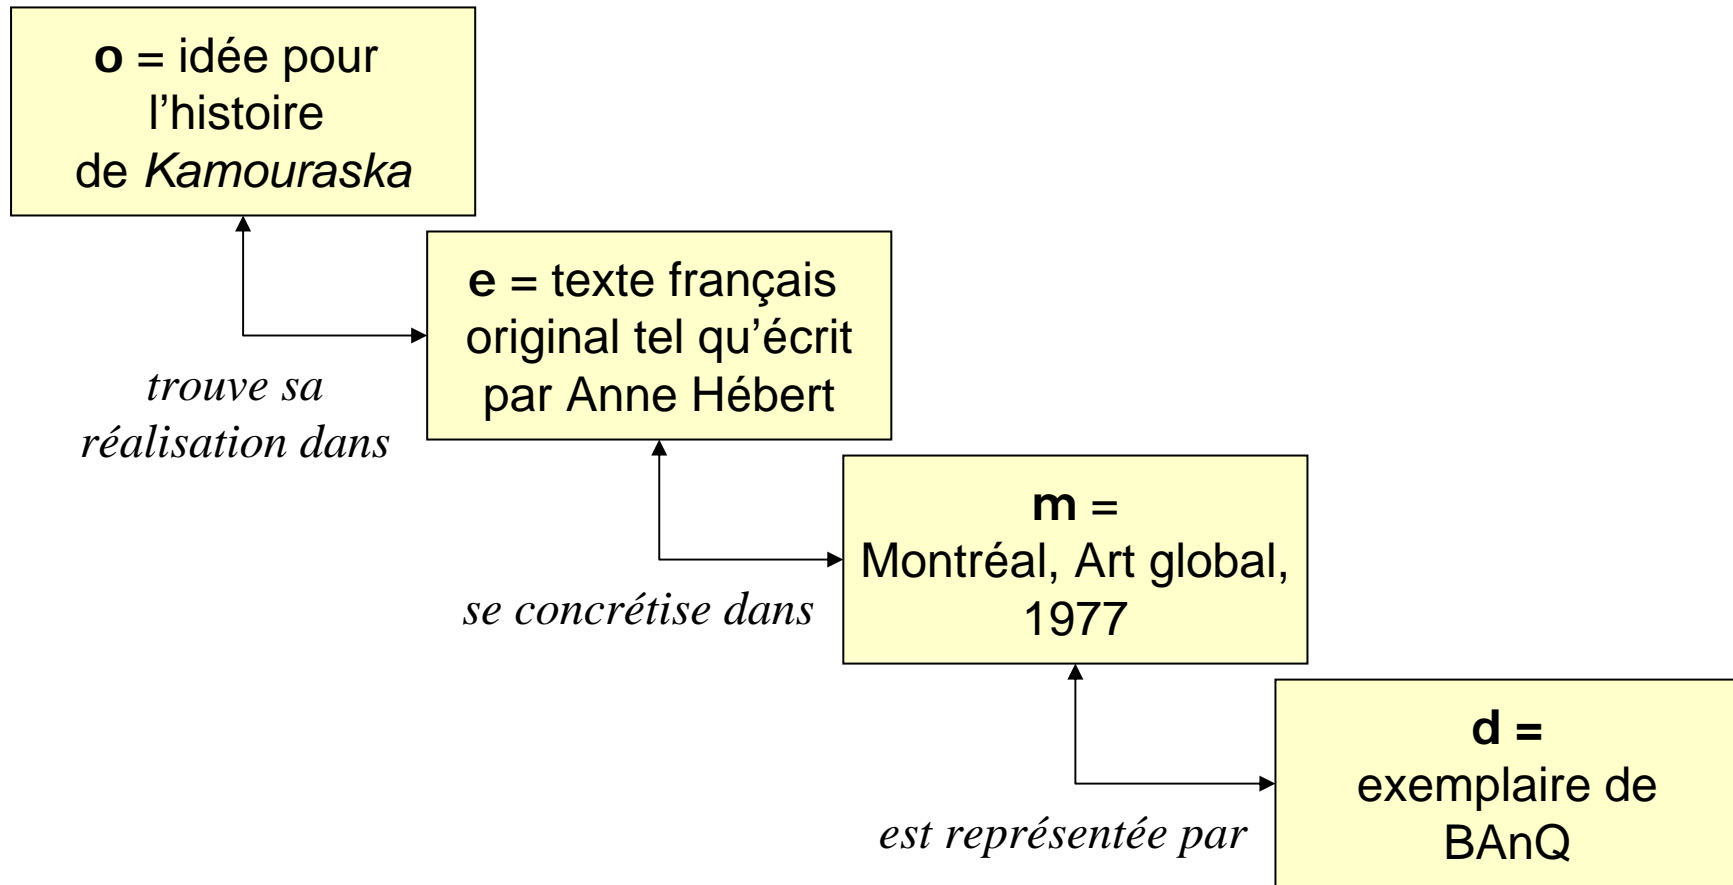 o = idée pour
l’histoire
de Kamouraska
e = texte français
original tel qu’écrit
par Anne Hébert
trouve sa
réalisation dans
m =
Montréal, Art global,
1977
se concrétise dans
d =
exemplaire de
BAnQ
est représentée par